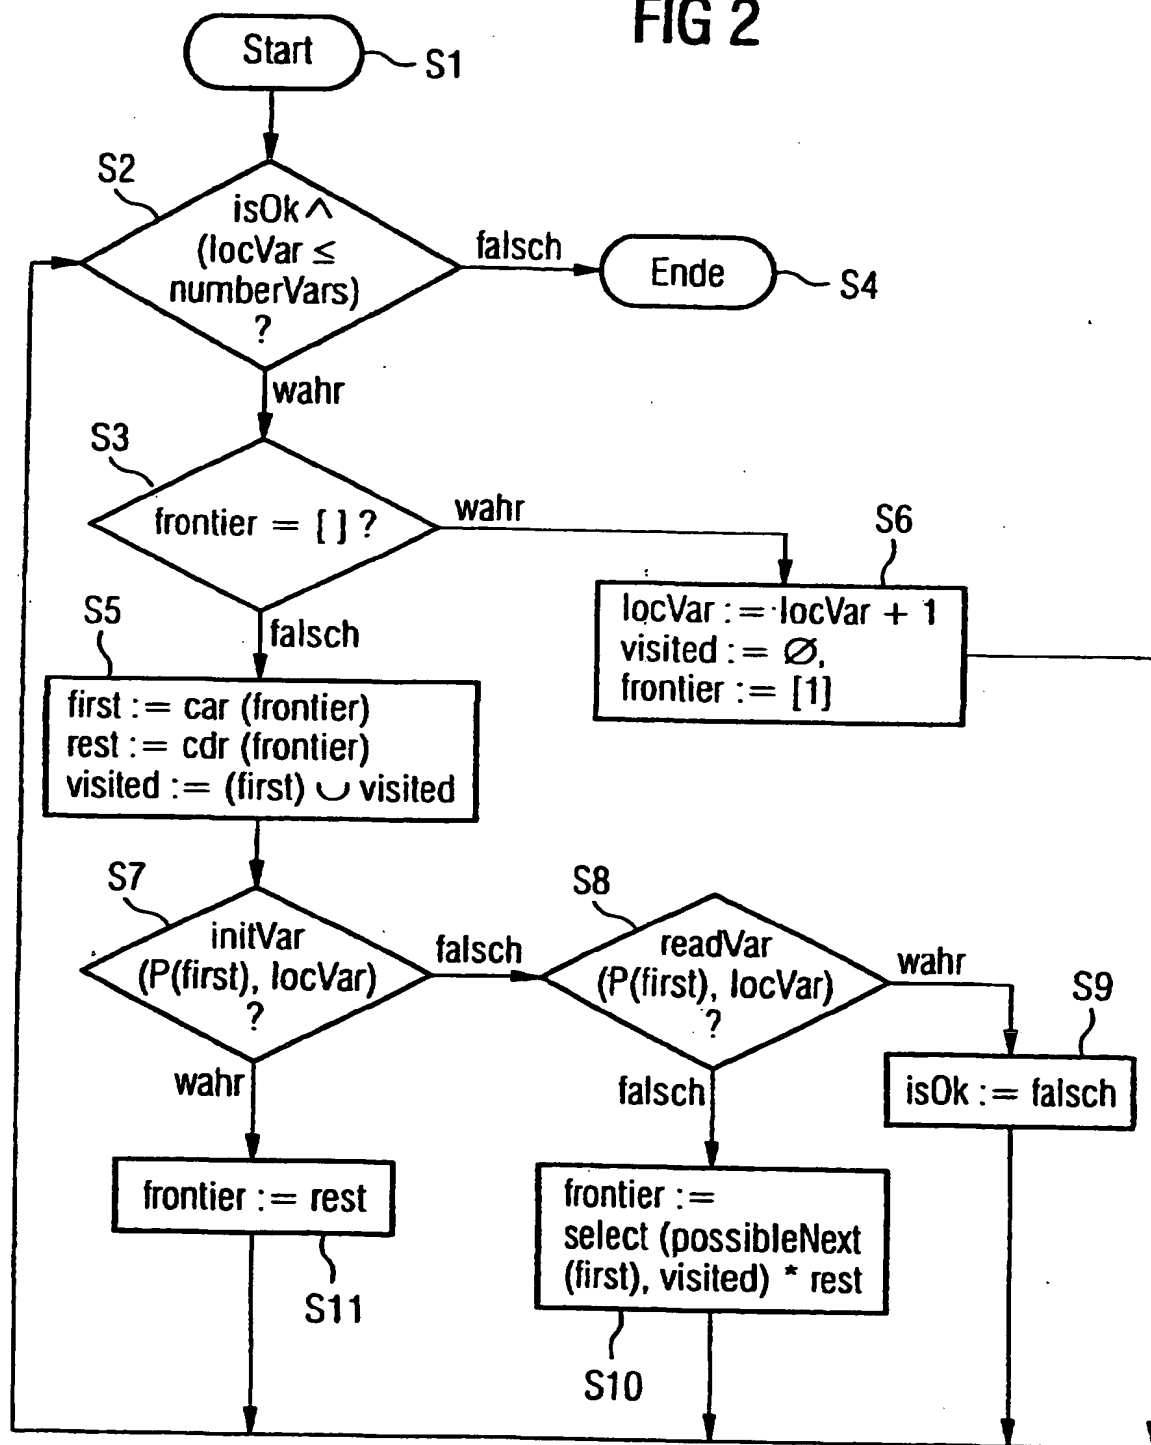 FIG 2
Start
S1
S2
isOk ∧
(locVar ≤
numberVars)
?
falsch
Ende
S4
wahr
S3
frontier = [ ] ?
wahr
S6
locVar := locVar + 1
visited := ∅,
frontier := [1]
falsch
S5
first := car (frontier)
rest := cdr (frontier)
visited := (first) ∪ visited
S7
initVar
(P(first), locVar)
?
falsch
S8
readVar
(P(first), locVar)
?
wahr
S9
isOk := falsch
wahr
falsch
frontier := rest
S11
frontier :=
select (possibleNext
(first), visited) * rest
S10